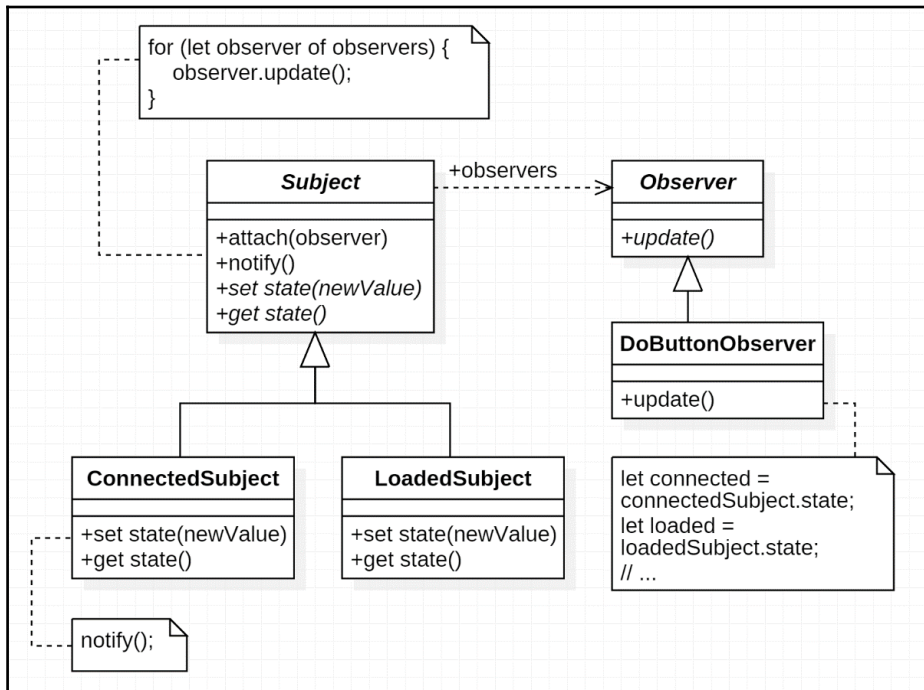 for (let observer of observers) {
observer.update();
}
Subject
+attach(observer)
+notify()
+set state(newValue)
+get state()
+observers
Observer
+update()
DoButtonObserver
+update()
ConnectedSubject
+set state(newValue)
+get state()
LoadedSubject
+set state(newValue)
+get state()
let connected =
connectedSubject.state;
let loaded =
loadedSubject.state;
// ...
notify();